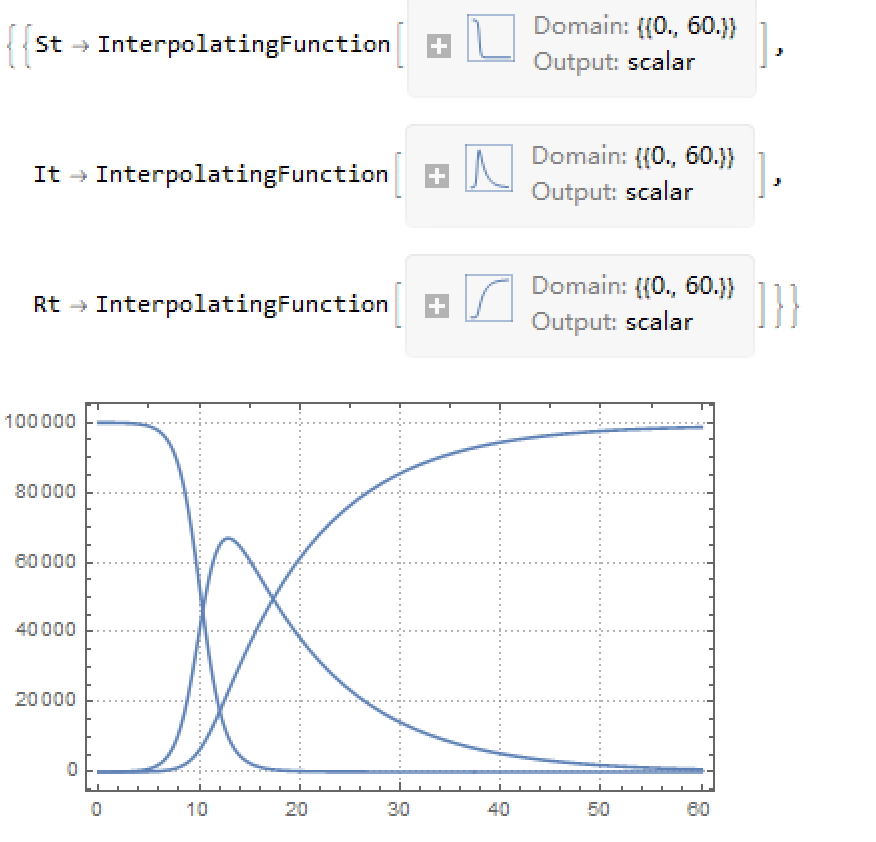 {{St → InterpolatingFunction[ Domain: {{0., 60.}} Output: scalar ],
It → InterpolatingFunction[ Domain: {{0., 60.}} Output: scalar ],
Rt → InterpolatingFunction[ Domain: {{0., 60.}} Output: scalar ]}}
100000
80000
60000
40000
20000
0
0 10 20 30 40 50 60